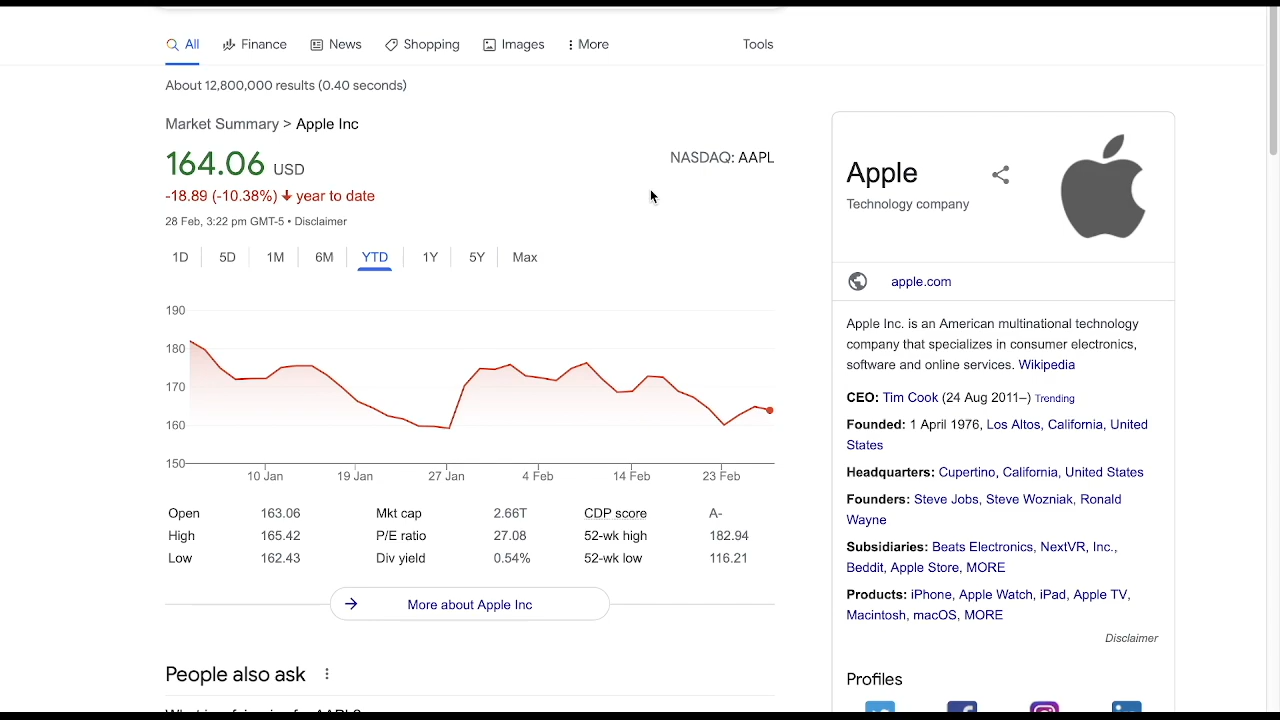 All
Finance
News
Shopping
Images
More
Tools
About 12,800,000 results (0.40 seconds)
Market Summary > Apple Inc
164.06 USD
NASDAQ: AAPL
-18.89 (-10.38%) year to date
28 Feb, 3:22 pm GMT-5 • Disclaimer
1D 5D 1M 6M YTD 1Y 5Y Max
190
180
170
160
150
10 Jan 19 Jan 27 Jan 4 Feb 14 Feb 23 Feb
Open 163.06 Mkt cap 2.66T CDP score A-
High 165.42 P/E ratio 27.08 52-wk high 182.94
Low 162.43 Div yield 0.54% 52-wk low 116.21
More about Apple Inc
People also ask
Apple
Technology company
apple.com
Apple Inc. is an American multinational technology
company that specializes in consumer electronics,
software and online services. Wikipedia
CEO: Tim Cook (24 Aug 2011–) Trending
Founded: 1 April 1976, Los Altos, California, United
States
Headquarters: Cupertino, California, United States
Founders: Steve Jobs, Steve Wozniak, Ronald
Wayne
Subsidiaries: Beats Electronics, NextVR, Inc.,
Beddit, Apple Store, MORE
Products: iPhone, Apple Watch, iPad, Apple TV,
Macintosh, macOS, MORE
Disclaimer
Profiles